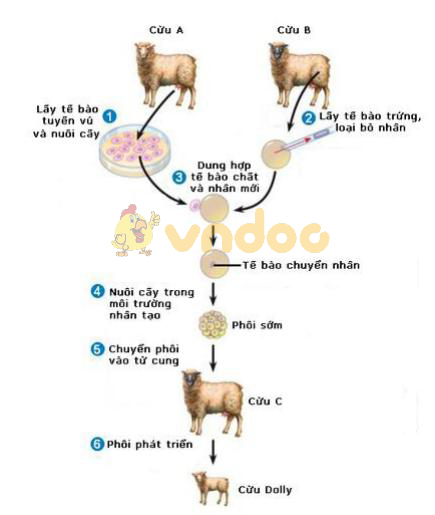 Cừu A
Cừu B
1
Lấy tế bào
tuyến vú
và nuôi cấy
2
Lấy tế bào trứng,
loại bỏ nhân
3
Dung hợp
tế bào chất
và nhân mới
vndoc
Tế bào chuyển nhân
4
Nuôi cấy trong
môi trường
nhân tạo
Phôi sớm
5
Chuyển phôi
vào tử cung
Cừu C
6
Phôi phát triển
Cừu Dolly